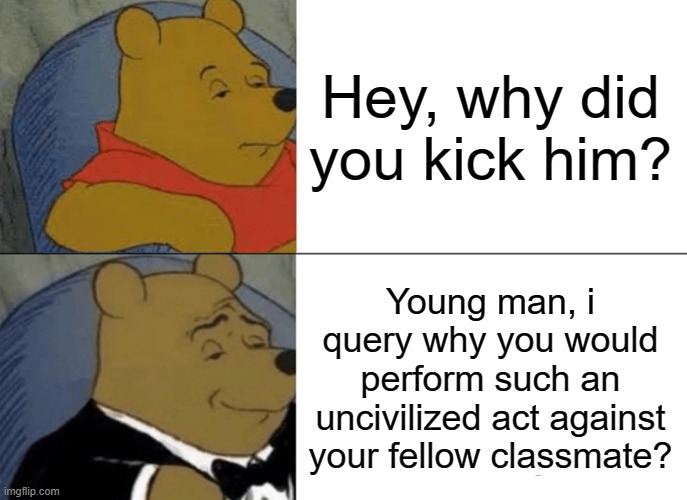 Hey, why did
you kick him?
Young man, i
query why you would
perform such an
uncivilized act against
your fellow classmate?
imgflip.com